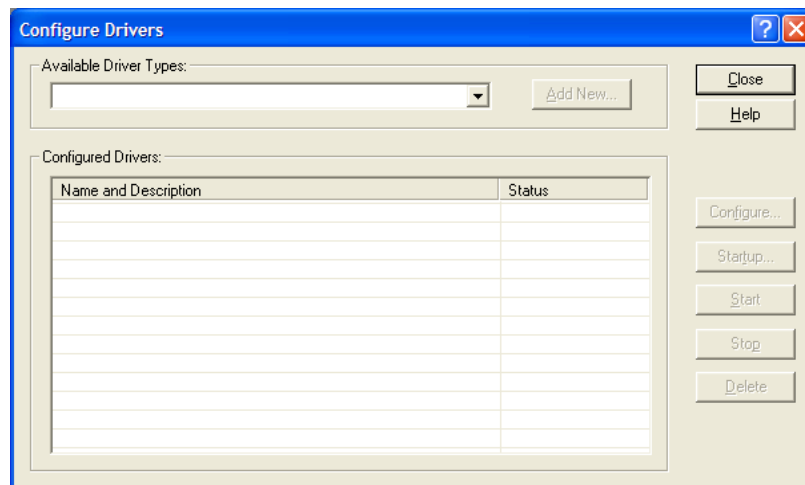 Configure Drivers
Available Driver Types:
Add New...
Close
Help
Configured Drivers:
Name and Description Status
Configure...
Startup...
Start
Stop
Delete